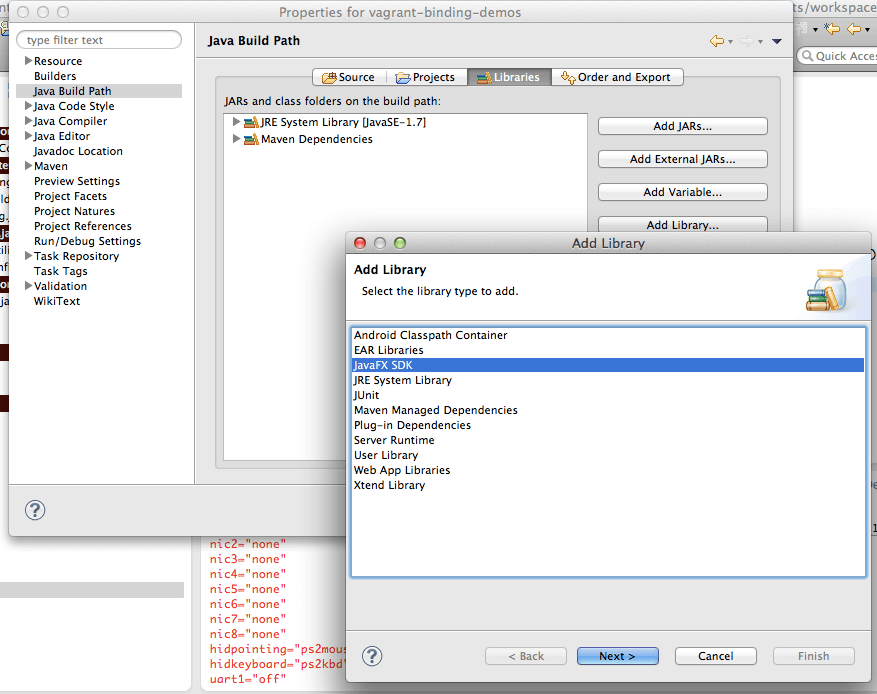 Properties for vagrant-binding-demos
ts/workspace
type filter text
Resource
Builders
Java Build Path
Java Code Style
Java Compiler
Java Editor
Javadoc Location
Maven
Preview Settings
Project Facets
Project Natures
Project References
Run/Debug Settings
Task Repository
Task Tags
Validation
WikiText
Java Build Path
Quick Acce
Source
Projects
Libraries
Order and Export
JARs and class folders on the build path:
JRE System Library [JavaSE-1.7]
Maven Dependencies
Add JARs...
Add External JARs...
Add Variable...
Add Library...
Add Library
Add Library
Select the library type to add.
Android Classpath Container
EAR Libraries
JavaFX SDK
JRE System Library
JUnit
Maven Managed Dependencies
Plug-in Dependencies
Server Runtime
User Library
Web App Libraries
Xtend Library
?
nic2="none"
nic3="none"
nic4="none"
nic5="none"
nic6="none"
nic7="none"
nic8="none"
hidpointing="ps2mous
hidkeyboard="ps2kbd"
uart1="off"
?
< Back
Next >
Cancel
Finish